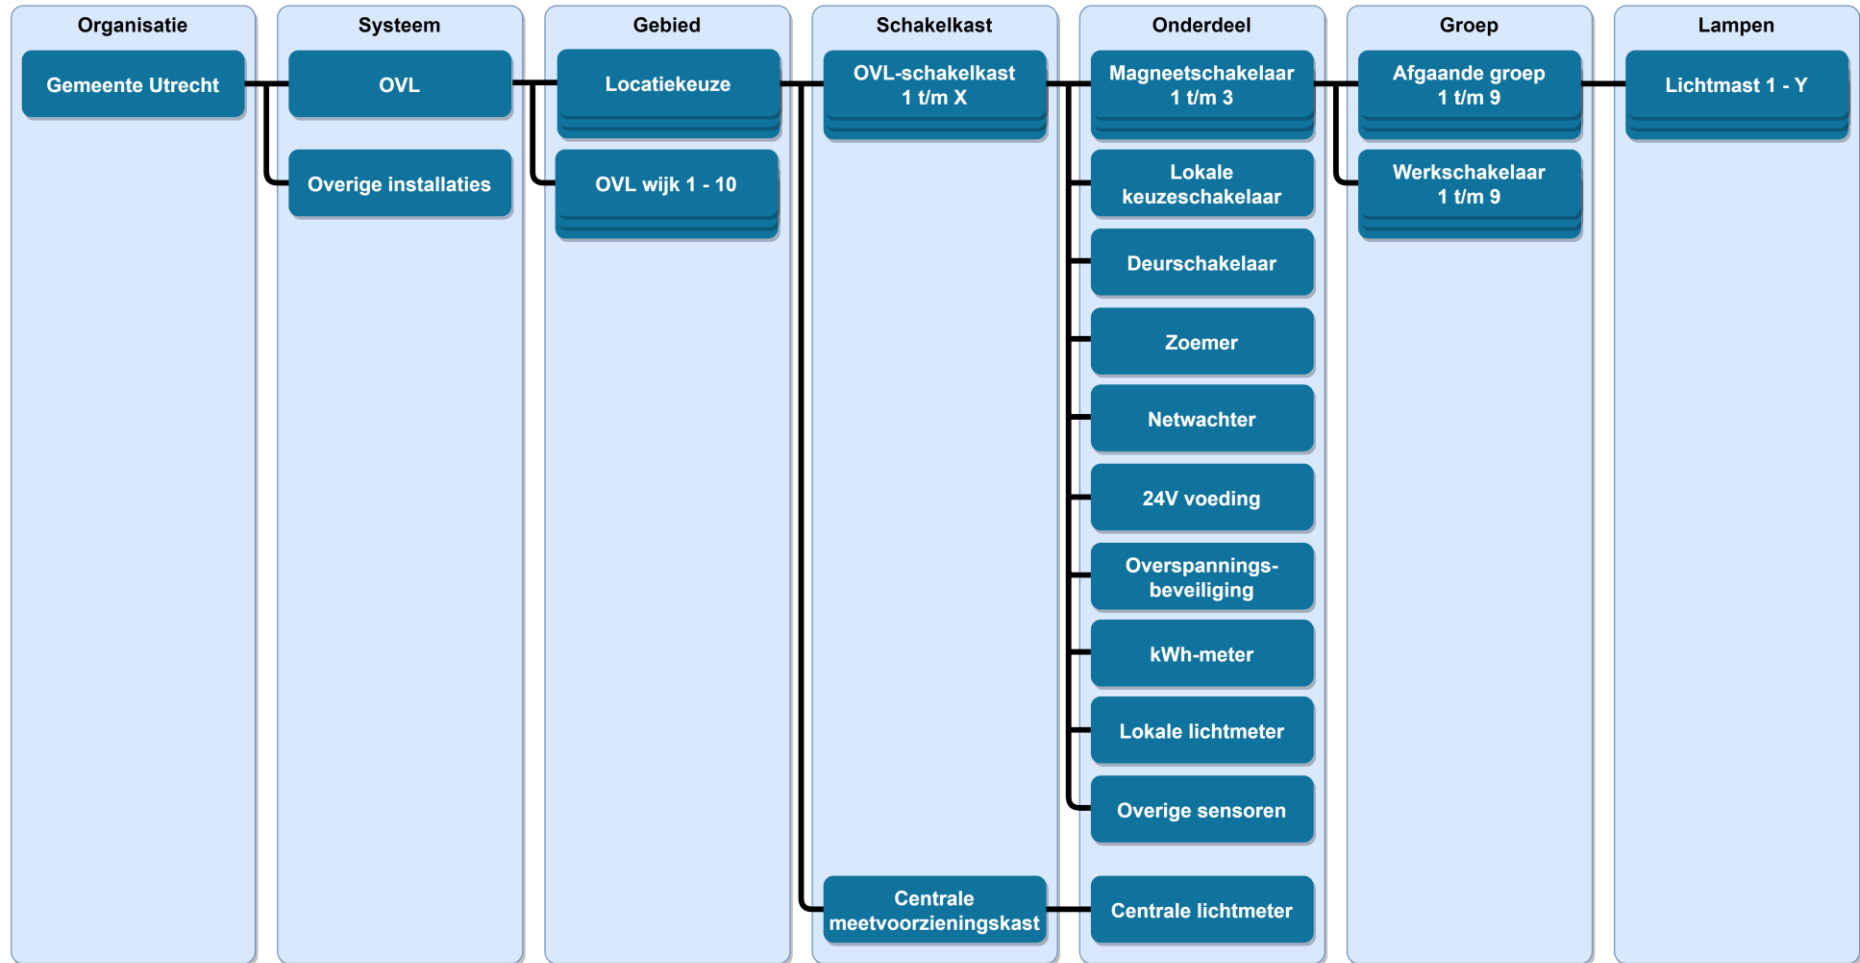 Organisatie
Gemeente Utrecht
Systeem
OVL
Overige installaties
Gebied
Locatiekeuze
OVL wijk 1 - 10
Schakelkast
OVL-schakelkast
1 t/m X
Centrale
meetvoorzieningskast
Onderdeel
Magneetschakelaar
1 t/m 3
Lokale
keuzeschakelaar
Deurschakelaar
Zoemer
Netwachter
24V voeding
Overspannings-
beveiliging
kWh-meter
Lokale lichtmeter
Overige sensoren
Centrale lichtmeter
Groep
Afgaande groep
1 t/m 9
Werkschakelaar
1 t/m 9
Lampen
Lichtmast 1 - Y